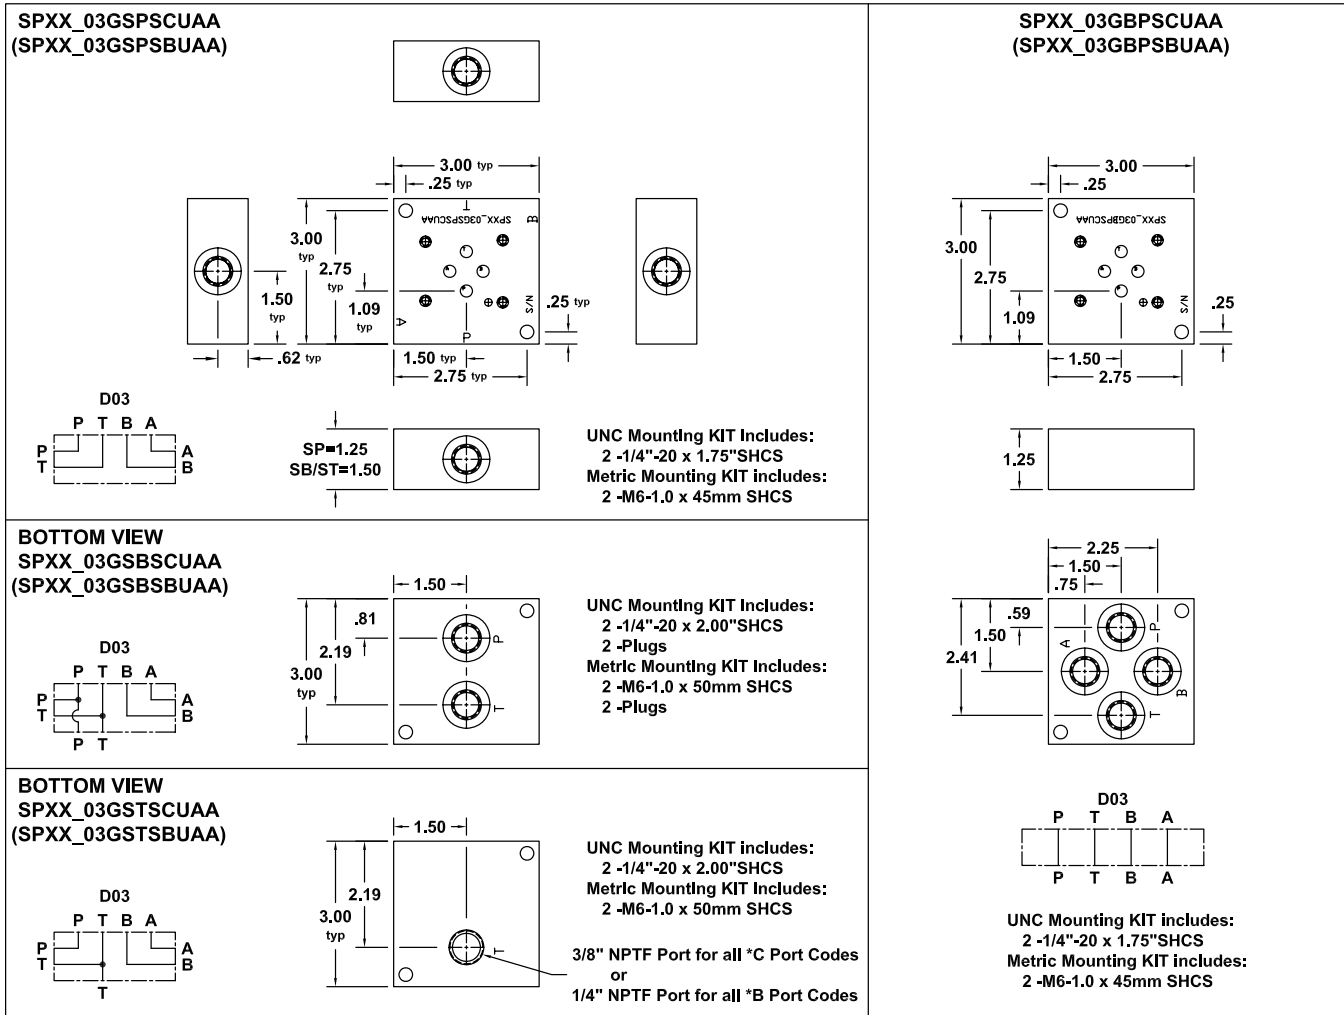 SPXX_03GSPSCUAA
(SPXX_03GSPSBUAA)
3.00 typ
.25 typ
T
SPXX_03GSPSCUAA
B
3.00
typ
2.75
typ
1.50
typ
1.09
typ
.25 typ
S/N
A
P
.62 typ
1.50 typ
2.75 typ
D03
P T B A
P
T
A
B
SP=1.25
SB/ST=1.50
UNC Mounting KIT Includes:
2 -1/4"-20 x 1.75"SHCS
Metric Mounting KIT includes:
2 -M6-1.0 x 45mm SHCS
BOTTOM VIEW
SPXX_03GSBSCUAA
(SPXX_03GSBSBUAA)
D03
P T B A
P
T
A
B
P T
1.50
.81
2.19
3.00
typ
P
T
UNC Mounting KIT Includes:
2 -1/4"-20 x 2.00"SHCS
2 -Plugs
Metric Mounting KIT Includes:
2 -M6-1.0 x 50mm SHCS
2 -Plugs
BOTTOM VIEW
SPXX_03GSTSCUAA
(SPXX_03GSTSBUAA)
D03
P T B A
P
T
A
B
T
1.50
2.19
3.00
typ
T
UNC Mounting KIT includes:
2 -1/4"-20 x 2.00"SHCS
Metric Mounting KIT Includes:
2 -M6-1.0 x 50mm SHCS
3/8" NPTF Port for all *C Port Codes
or
1/4" NPTF Port for all *B Port Codes
SPXX_03GBPSCUAA
(SPXX_03GBPSBUAA)
3.00
.25
SPXX_03GBPSCUAA
3.00
2.75
1.09
S/N
.25
1.50
2.75
1.25
2.25
1.50
.75
.59
1.50
2.41
P
A
B
T
D03
P T B A
P T B A
UNC Mounting KIT includes:
2 -1/4"-20 x 1.75"SHCS
Metric Mounting KIT includes:
2 -M6-1.0 x 45mm SHCS